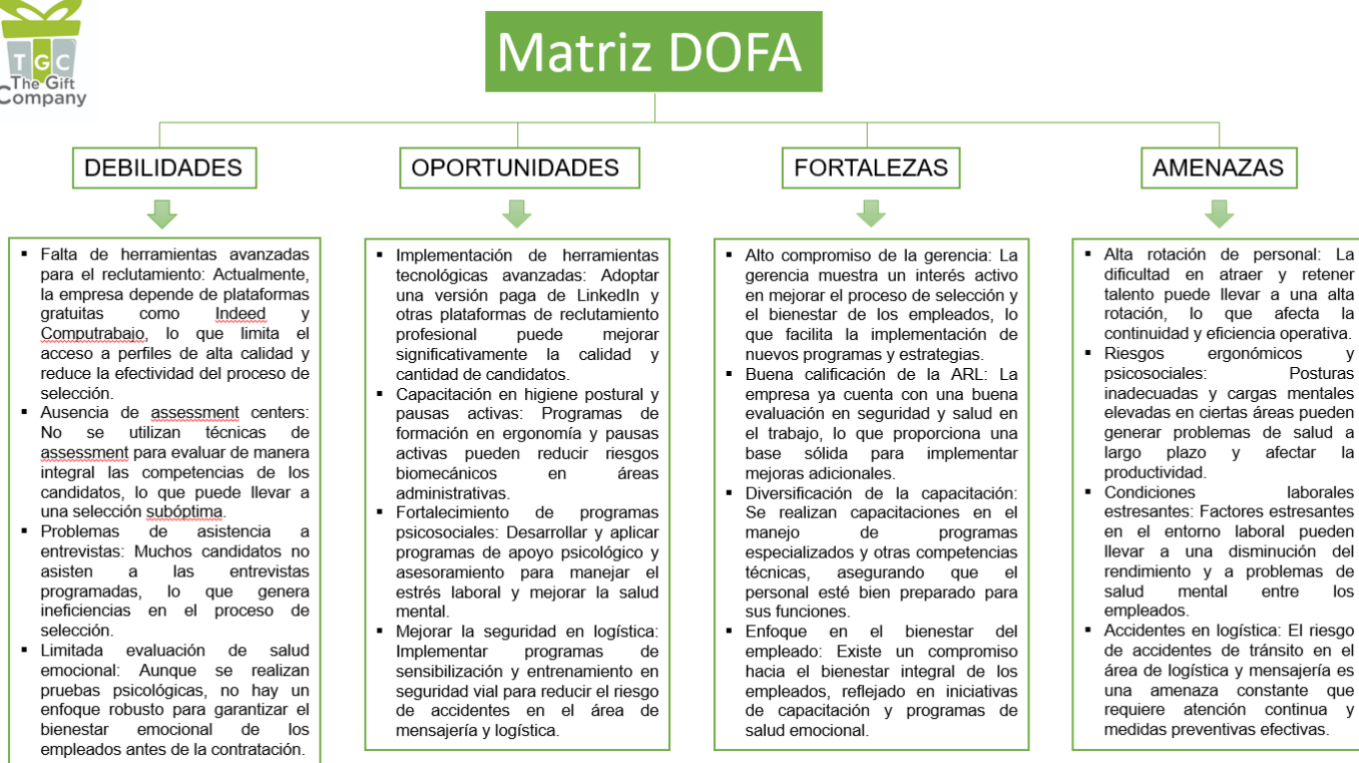 TGC
The Gift
Company
Matriz DOFA
DEBILIDADES
▪ Falta de herramientas avanzadas
para el reclutamiento: Actualmente,
la empresa depende de plataformas
gratuitas como Indeed y
Computrabajo, lo que limita el
acceso a perfiles de alta calidad y
reduce la efectividad del proceso de
selección.
▪ Ausencia de assessment centers:
No se utilizan técnicas de
assessment para evaluar de manera
integral las competencias de los
candidatos, lo que puede llevar a
una selección subóptima.
▪ Problemas de asistencia a
entrevistas: Muchos candidatos no
asisten a las entrevistas
programadas, lo que genera
ineficiencias en el proceso de
selección.
▪ Limitada evaluación de salud
emocional: Aunque se realizan
pruebas psicológicas, no hay un
enfoque robusto para garantizar el
bienestar emocional de los
empleados antes de la contratación.
OPORTUNIDADES
▪ Implementación de herramientas
tecnológicas avanzadas: Adoptar
una versión paga de LinkedIn y
otras plataformas de reclutamiento
profesional puede mejorar
significativamente la calidad y
cantidad de candidatos.
▪ Capacitación en higiene postural y
pausas activas: Programas de
formación en ergonomía y pausas
activas pueden reducir riesgos
biomecánicos en áreas
administrativas.
▪ Fortalecimiento de programas
psicosociales: Desarrollar y aplicar
programas de apoyo psicológico y
asesoramiento para manejar el
estrés laboral y mejorar la salud
mental.
▪ Mejorar la seguridad en logística:
Implementar programas de
sensibilización y entrenamiento en
seguridad vial para reducir el riesgo
de accidentes en el área de
mensajería y logística.
FORTALEZAS
▪ Alto compromiso de la gerencia: La
gerencia muestra un interés activo
en mejorar el proceso de selección y
el bienestar de los empleados, lo
que facilita la implementación de
nuevos programas y estrategias.
▪ Buena calificación de la ARL: La
empresa ya cuenta con una buena
evaluación en seguridad y salud en
el trabajo, lo que proporciona una
base sólida para implementar
mejoras adicionales.
▪ Diversificación de la capacitación:
Se realizan capacitaciones en el
manejo de programas
especializados y otras competencias
técnicas, asegurando que el
personal esté bien preparado para
sus funciones.
▪ Enfoque en el bienestar del
empleado: Existe un compromiso
hacia el bienestar integral de los
empleados, reflejado en iniciativas
de capacitación y programas de
salud emocional.
AMENAZAS
▪ Alta rotación de personal: La
dificultad en atraer y retener
talento puede llevar a una alta
rotación, lo que afecta la
continuidad y eficiencia operativa.
▪ Riesgos ergonómicos y
psicosociales: Posturas
inadecuadas y cargas mentales
elevadas en ciertas áreas pueden
generar problemas de salud a
largo plazo y afectar la
productividad.
▪ Condiciones laborales
estresantes: Factores estresantes
en el entorno laboral pueden
llevar a una disminución del
rendimiento y a problemas de
salud mental entre los
empleados.
▪ Accidentes en logística: El riesgo
de accidentes de tránsito en el
área de logística y mensajería es
una amenaza constante que
requiere atención continua y
medidas preventivas efectivas.